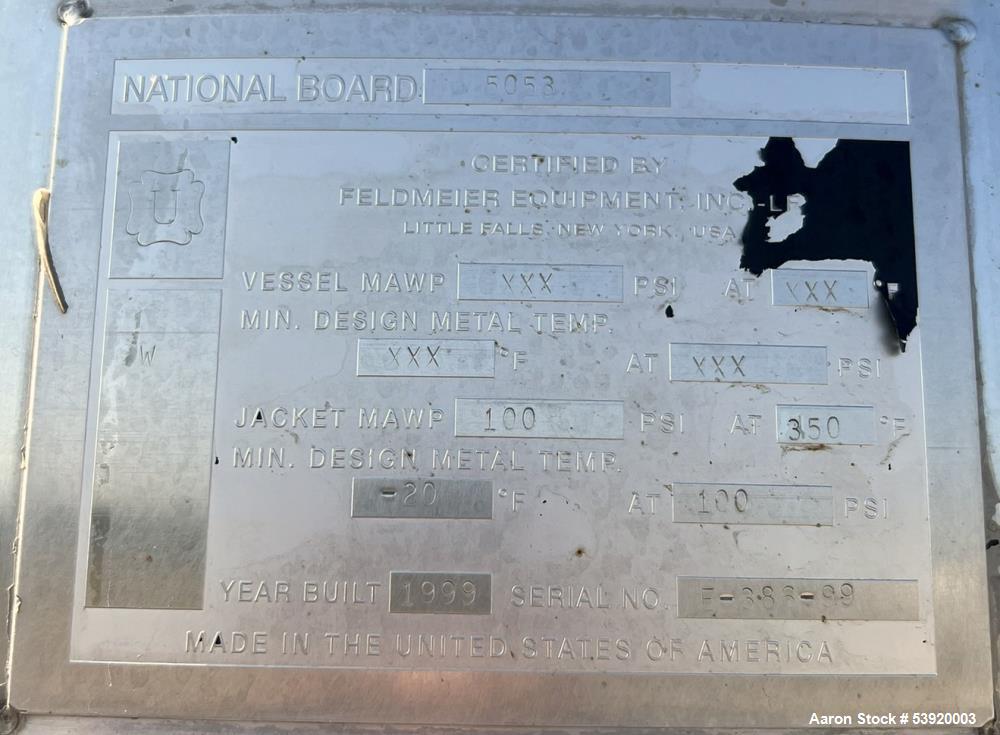 NATIONAL BOARD 5053
U
CERTIFIED BY
FELDMEIER EQUIPMENT, INC.-LF
LITTLE FALLS, NEW YORK, USA
VESSEL MAWP XXX PSI AT XXX °F
MIN. DESIGN METAL TEMP.
W
XXX °F AT XXX PSI
JACKET MAWP 100 PSI AT 350 °F
MIN. DESIGN METAL TEMP.
-20 °F AT 100 PSI
YEAR BUILT 1999 SERIAL NO. E-383-99
MADE IN THE UNITED STATES OF AMERICA
Aaron Stock # 53920003